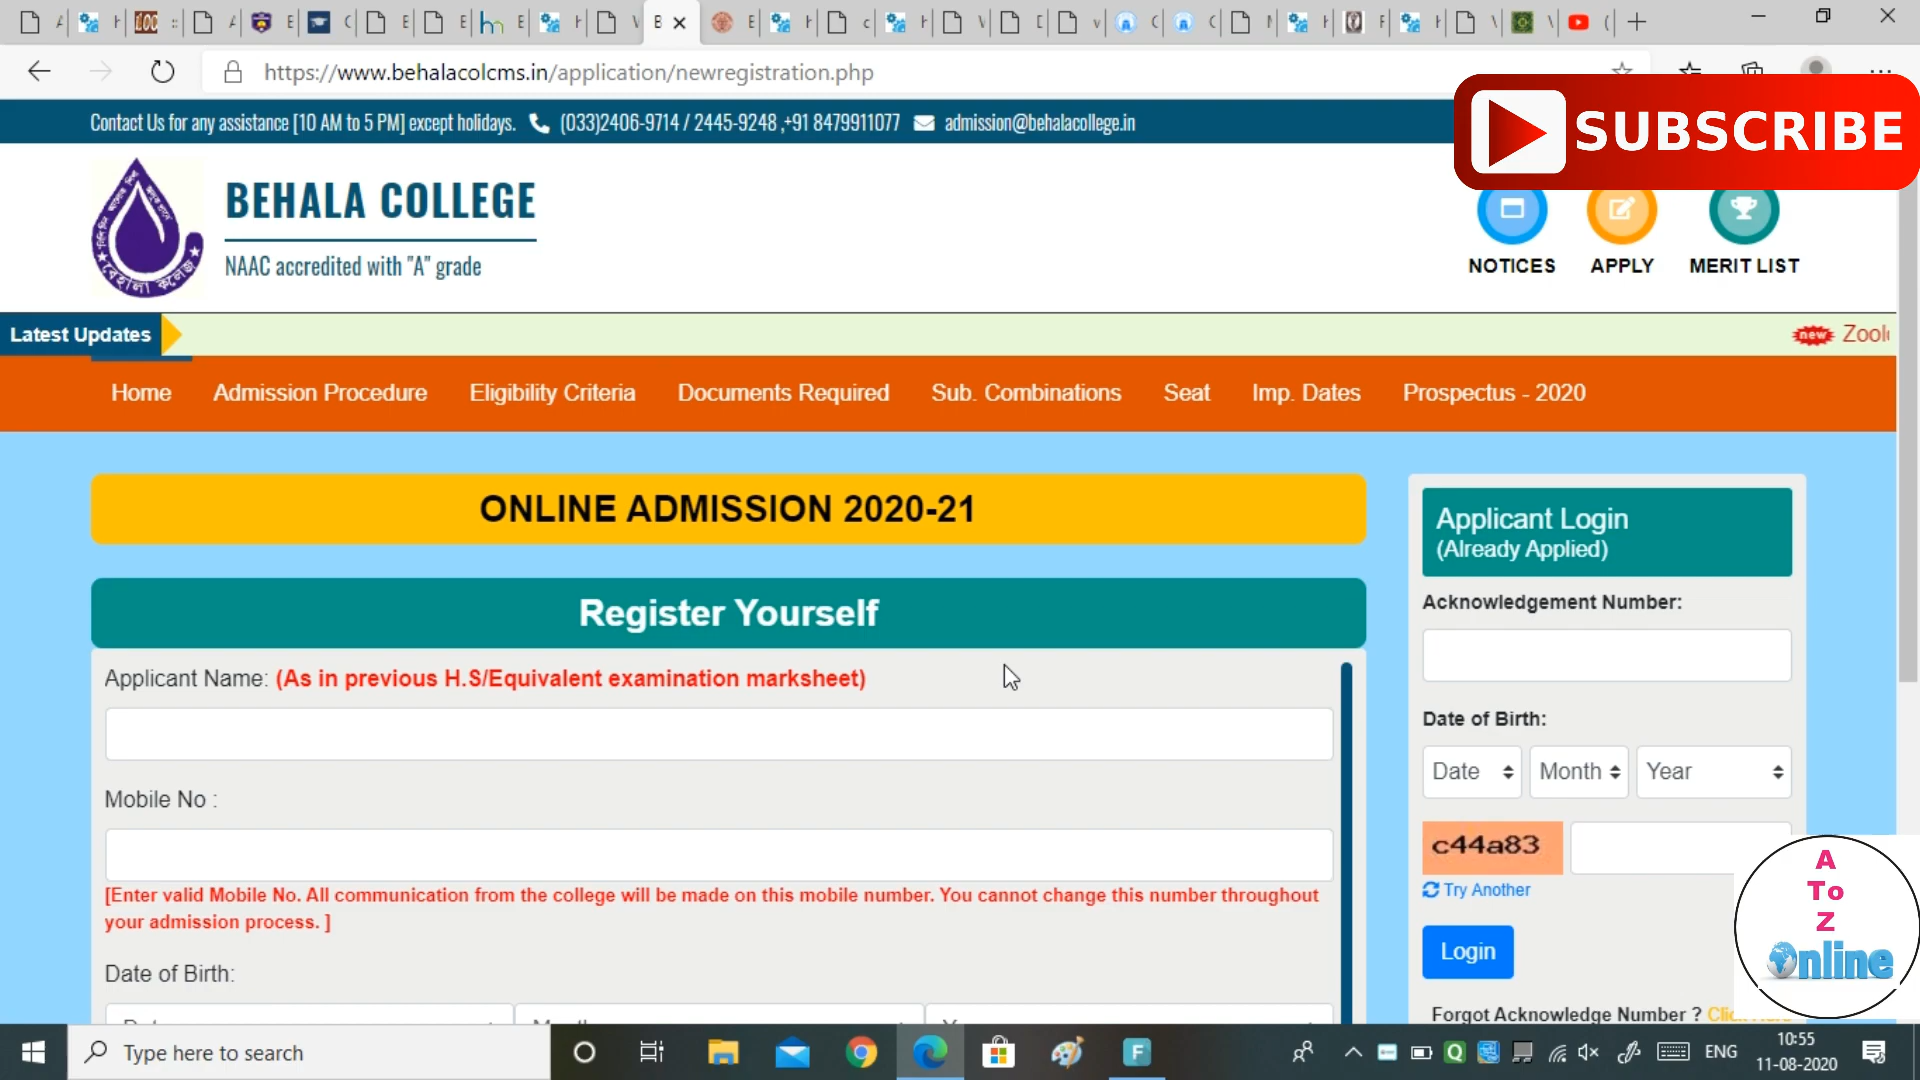 https://www.behalacolcms.in/application/newregistration.php
SUBSCRIBE
Contact Us for any assistance [10 AM to 5 PM] except holidays. (033)2406-9714 / 2445-9248 ,+91 8479911077 admission@behalacollege.in
BEHALA COLLEGE
NAAC accredited with "A" grade
বেহালা কলেজ
NOTICES APPLY MERIT LIST
Latest Updates
new
Home Admission Procedure Eligibility Criteria Documents Required Sub. Combinations Seat Imp. Dates Prospectus - 2020
ONLINE ADMISSION 2020-21
Register Yourself
Applicant Name: (As in previous H.S/Equivalent examination marksheet)
Mobile No :
[Enter valid Mobile No. All communication from the college will be made on this mobile number. You cannot change this number throughout
your admission process. ]
Date of Birth:
Applicant Login
(Already Applied)
Acknowledgement Number:
Date of Birth:
Date Month Year
c44a83
Try Another
Login
Forgot Acknowledge Number ?
A
To
Z
Online
Type here to search
ENG
10:55
11-08-2020